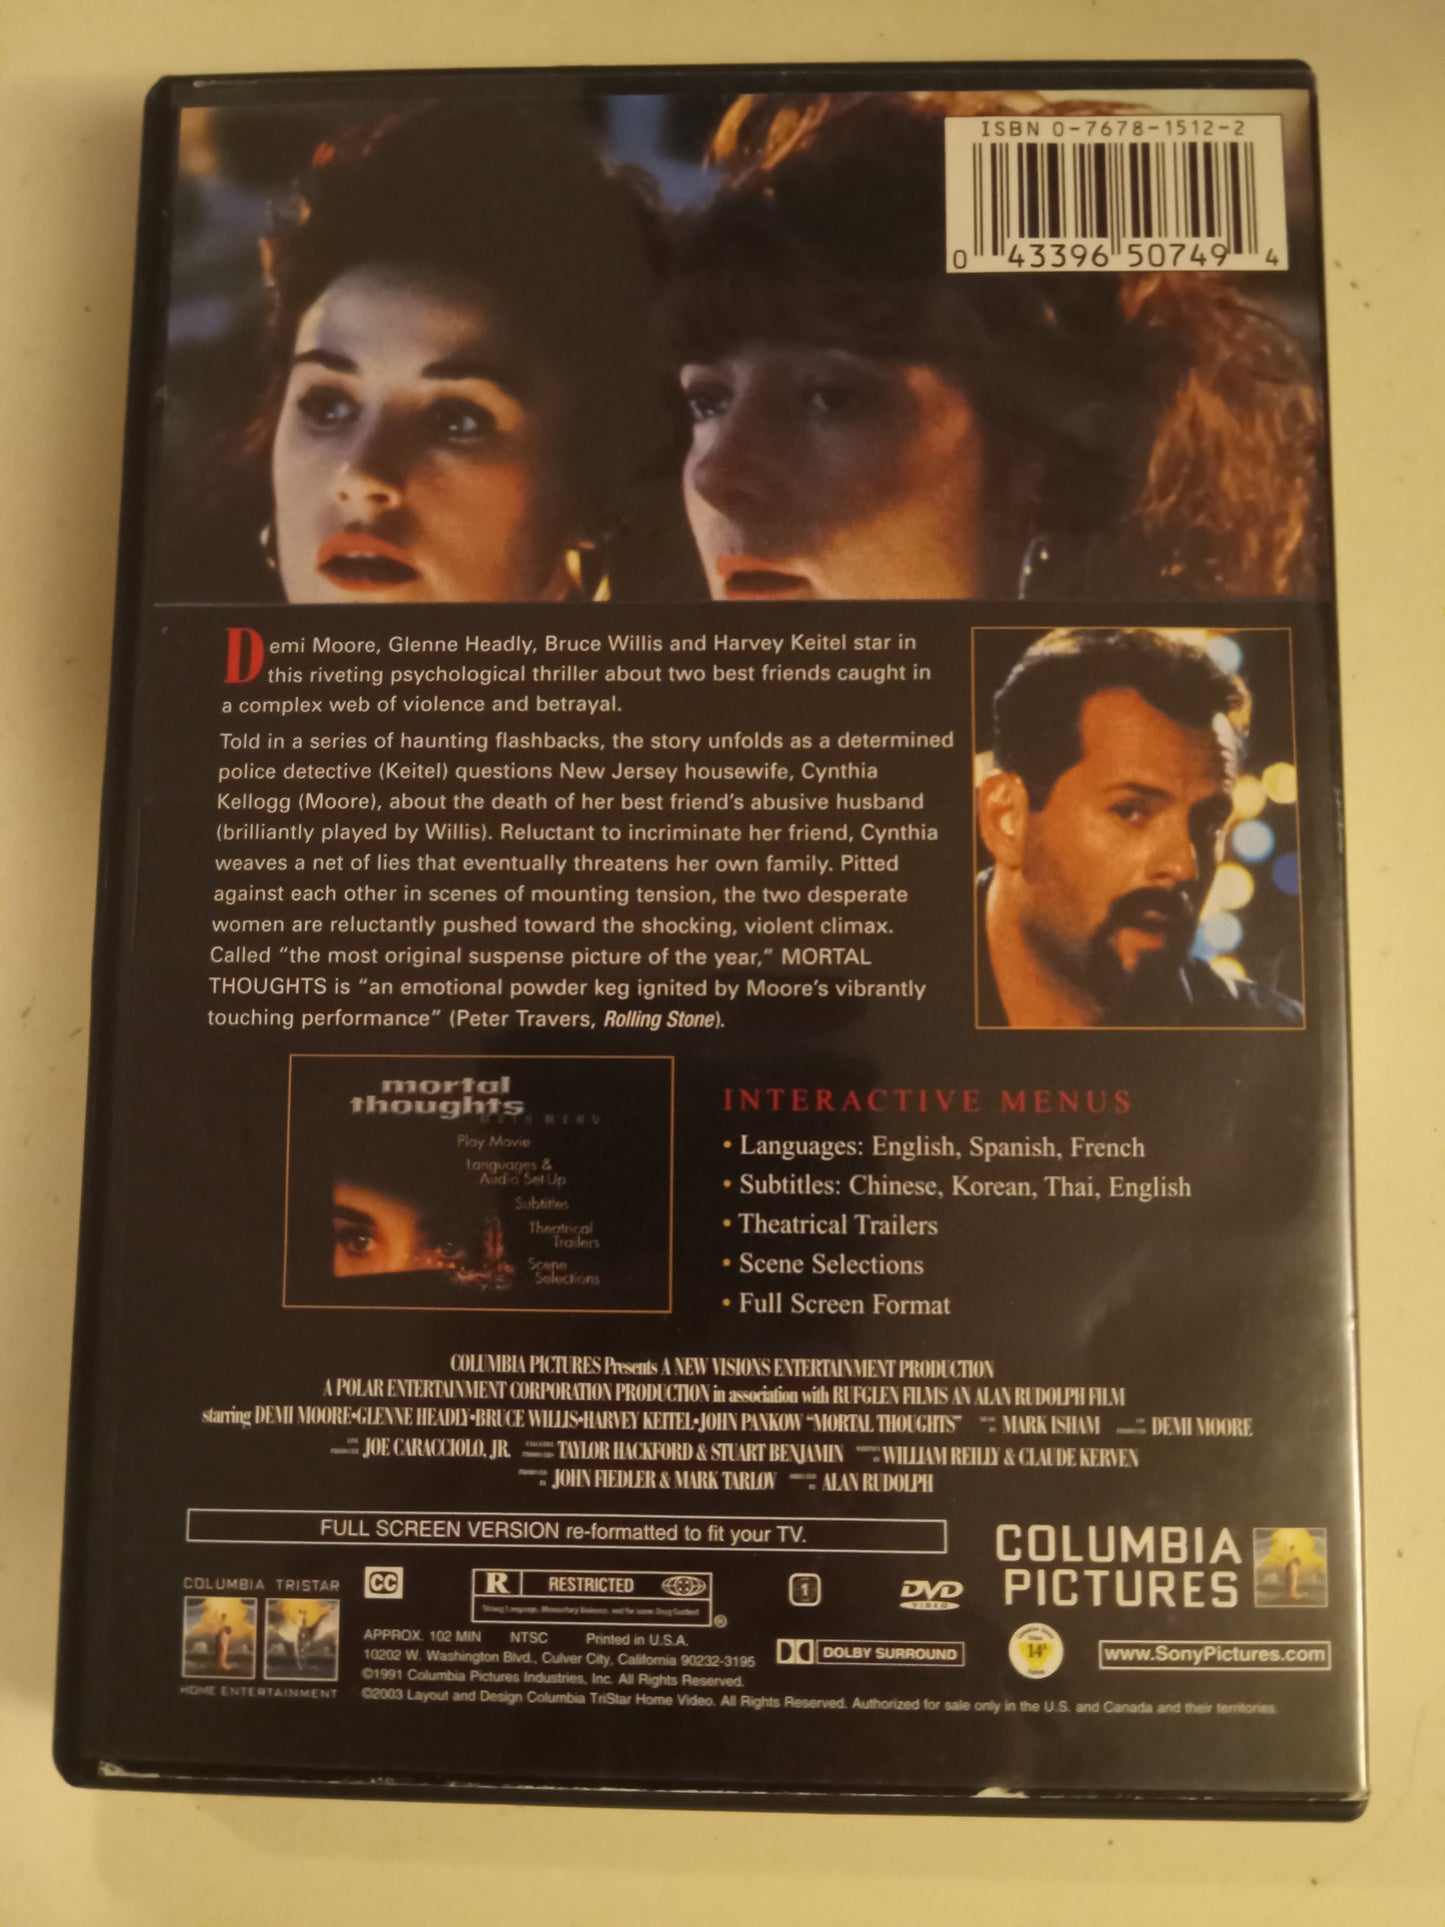 ISBN 0-7678-1512-2
0 43396 50749 4
Demi Moore, Glenne Headly, Bruce Willis and Harvey Keitel star in
this riveting psychological thriller about two best friends caught in
a complex web of violence and betrayal.
Told in a series of haunting flashbacks, the story unfolds as a determined
police detective (Keitel) questions New Jersey housewife, Cynthia
Kellogg (Moore), about the death of her best friend's abusive husband
(brilliantly played by Willis). Reluctant to incriminate her friend, Cynthia
weaves a net of lies that eventually threatens her own family. Pitted
against each other in scenes of mounting tension, the two desperate
women are reluctantly pushed toward the shocking, violent climax.
Called "the most original suspense picture of the year," MORTAL
THOUGHTS is "an emotional powder keg ignited by Moore's vibrantly
touching performance" (Peter Travers, Rolling Stone).
mortal
thoughts
MAIN MENU
Play Movie
Languages &
Audio Set-Up
Subtitles
Theatrical
Trailers
Scene
Selections
INTERACTIVE MENUS
• Languages: English, Spanish, French
• Subtitles: Chinese, Korean, Thai, English
• Theatrical Trailers
• Scene Selections
• Full Screen Format
COLUMBIA PICTURES Presents A NEW VISIONS ENTERTAINMENT PRODUCTION
A POLAR ENTERTAINMENT CORPORATION PRODUCTION in association with RUFGLEN FILMS AN ALAN RUDOLPH FILM
starring DEMI MOORE•GLENNE HEADLY•BRUCE WILLIS•HARVEY KEITEL•JOHN PANKOW "MORTAL THOUGHTS" MARK ISHAM DEMI MOORE
JOE CARACCIOLO, JR. TAYLOR HACKFORD & STUART BENJAMIN WILLIAM REILLY & CLAUDE KERVEN
JOHN FIEDLER & MARK TARLOV ALAN RUDOLPH
FULL SCREEN VERSION re-formatted to fit your TV.
COLUMBIA
PICTURES
COLUMBIA TRISTAR
HOME ENTERTAINMENT
CC
R RESTRICTED
Strong Language, Momentary Violence, and for some Drug Content
1
DVD
VIDEO
APPROX. 102 MIN NTSC Printed in U.S.A.
10202 W. Washington Blvd., Culver City, California 90232-3195
©1991 Columbia Pictures Industries, Inc. All Rights Reserved.
©2003 Layout and Design Columbia TriStar Home Video. All Rights Reserved. Authorized for sale only in the U.S. and Canada and their territories.
DOLBY SURROUND
14A
www.SonyPictures.com